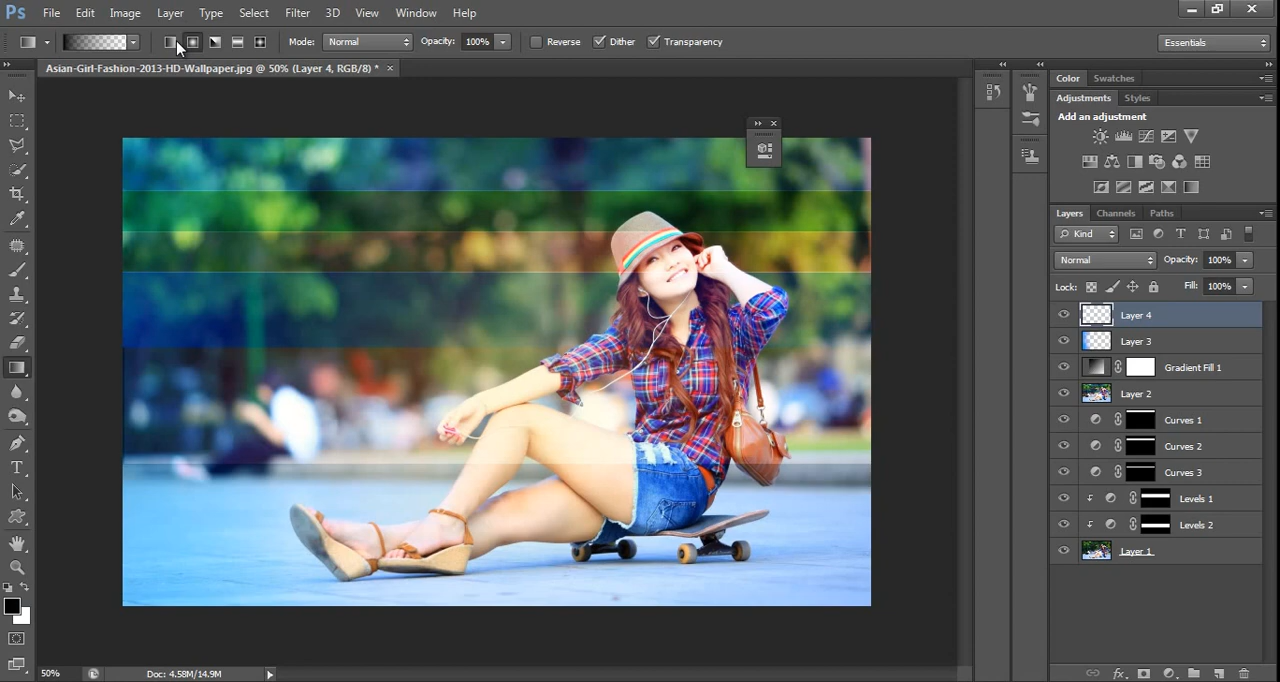 Ps File Edit Image Layer Type Select Filter 3D View Window Help
Mode: Normal Opacity: 100% Reverse Dither Transparency Essentials
Asian-Girl-Fashion-2013-HD-Wallpaper.jpg @ 50% (Layer 4, RGB/8) * ×
Color Swatches
Adjustments Styles
Add an adjustment
Layers Channels Paths
Kind
Normal Opacity: 100%
Lock: Fill: 100%
Layer 4
Layer 3
Gradient Fill 1
Layer 2
Curves 1
Curves 2
Curves 3
Levels 1
Levels 2
Layer 1
50% Doc: 4.58M/14.9M